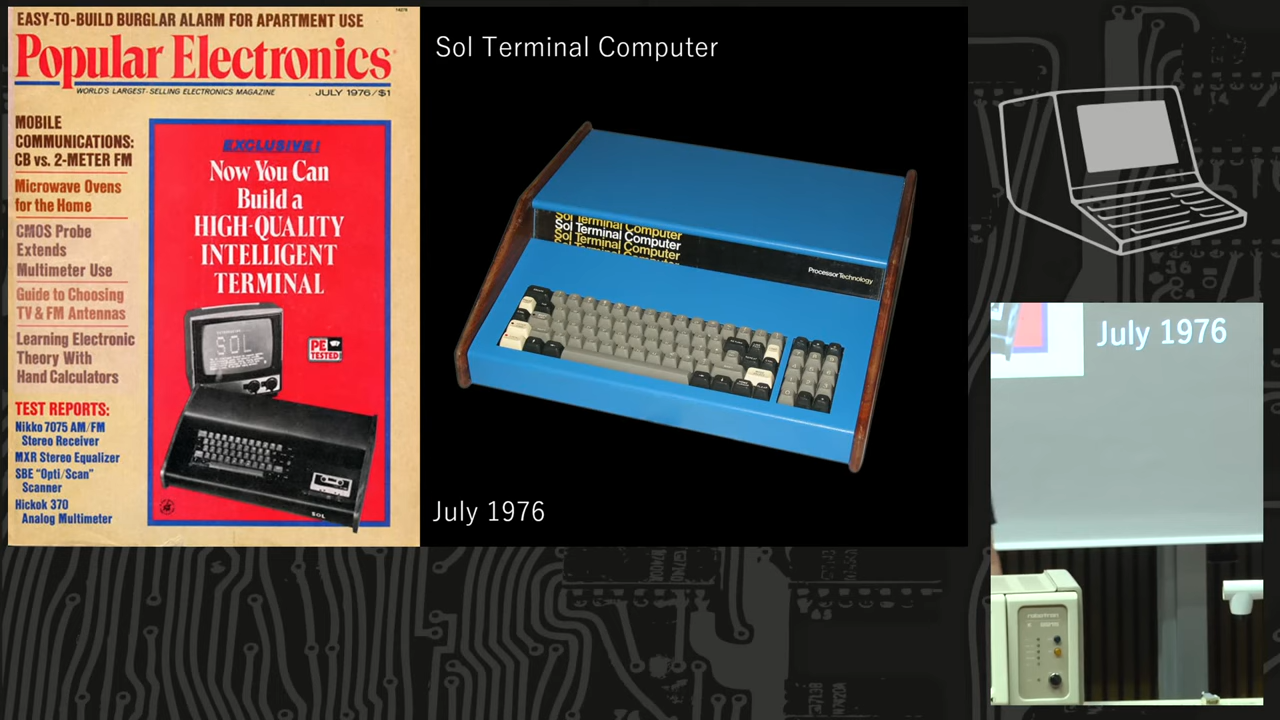 EASY-TO-BUILD BURGLAR ALARM FOR APARTMENT USE
Popular Electronics
WORLD'S LARGEST-SELLING ELECTRONICS MAGAZINE
JULY 1976/$1
MOBILE
COMMUNICATIONS:
CB vs. 2-METER FM
Microwave Ovens
for the Home
CMOS Probe
Extends
Multimeter Use
Guide to Choosing
TV & FM Antennas
Learning Electronic
Theory With
Hand Calculators
TEST REPORTS:
Nikko 7075 AM/FM
Stereo Receiver
MXR Stereo Equalizer
SBE "Opti/Scan"
Scanner
Hickok 370
Analog Multimeter
EXCLUSIVE!
Now You Can
Build a
HIGH-QUALITY
INTELLIGENT
TERMINAL
SOL
PE
TESTED
SOL
Sol Terminal Computer
Sol Terminal Computer
Sol Terminal Computer
Sol Terminal Computer
Sol Terminal Computer
Processor Technology
July 1976
July 1976
robotron